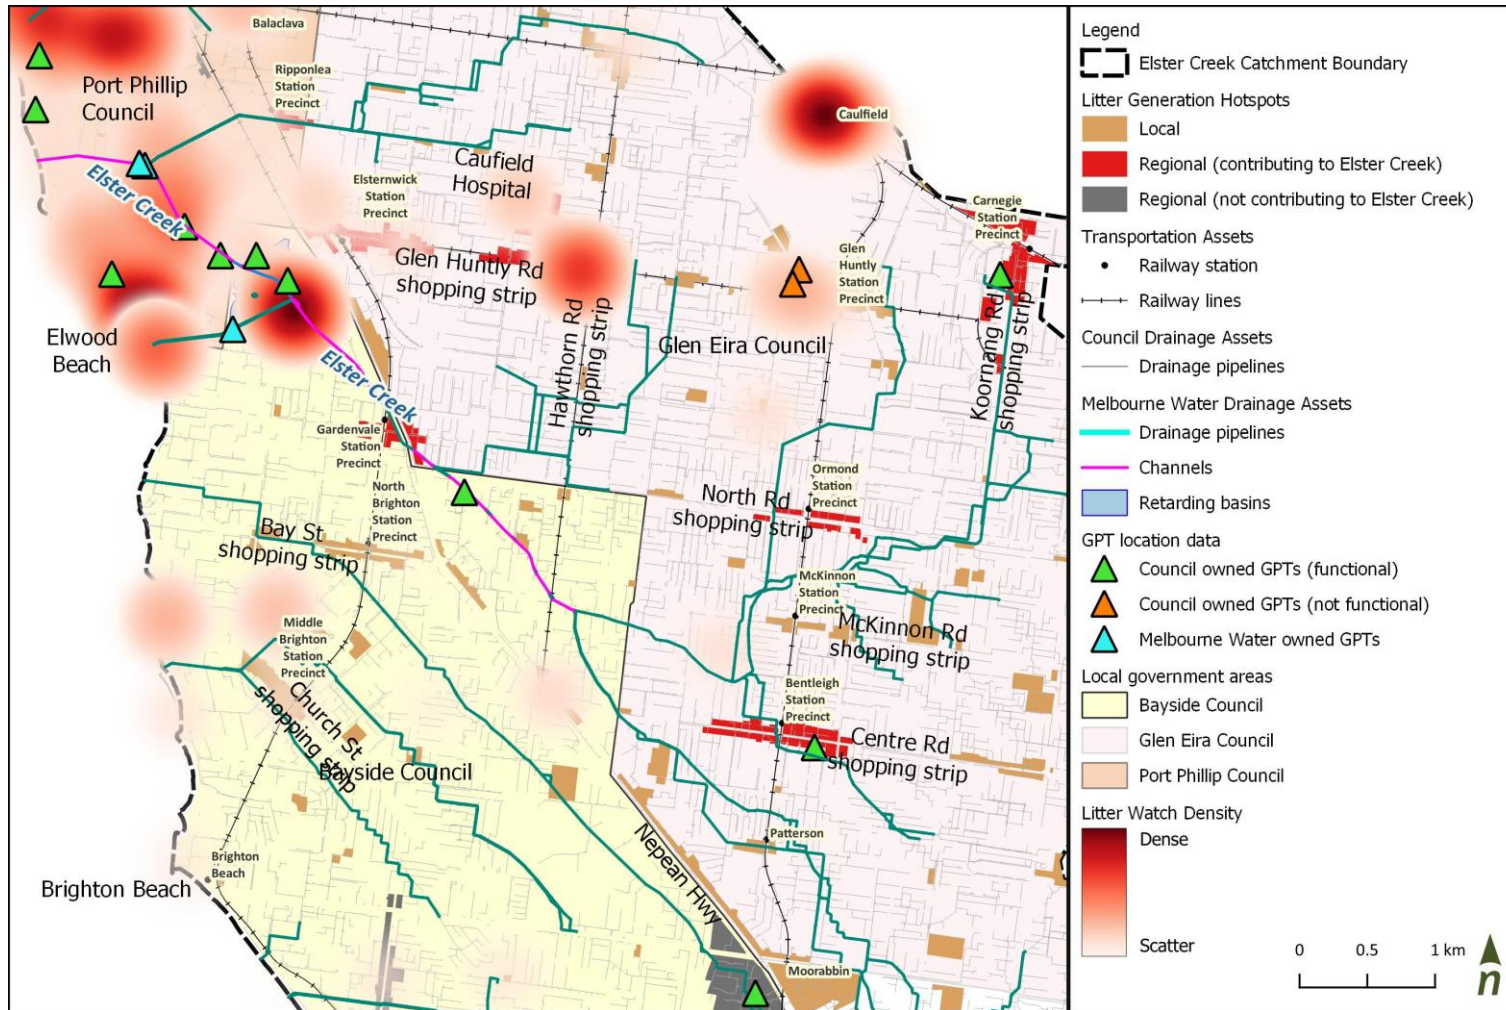 Balaclava
Port Phillip
Council
Ripponlea
Station
Precinct
Caulfield
Elster Creek
Caufield
Hospital
Elsternwick
Station
Precinct
Carnegie
Station
Precinct
Glen Huntly Rd
shopping strip
Glen
Huntly
Station
Precinct
Elwood
Beach
Glen Eira Council
Hawthorn Rd
shopping strip
Koornang Rd
shopping strip
Elster Creek
Gardenvale
Station
Precinct
North
Brighton
Station
Precinct
Ormond
Station
Precinct
North Rd
shopping strip
Bay St
shopping strip
McKinnon
Station
Precinct
McKinnon Rd
shopping strip
Middle
Brighton
Station
Precinct
Church St
shopping strip
Bentleigh
Station
Precinct
Centre Rd
shopping strip
Bayside Council
Patterson
Nepean Hwy
Brighton
Beach
Brighton Beach
Moorabbin
Legend
Elster Creek Catchment Boundary
Litter Generation Hotspots
Local
Regional (contributing to Elster Creek)
Regional (not contributing to Elster Creek)
Transportation Assets
Railway station
Railway lines
Council Drainage Assets
Drainage pipelines
Melbourne Water Drainage Assets
Drainage pipelines
Channels
Retarding basins
GPT location data
Council owned GPTs (functional)
Council owned GPTs (not functional)
Melbourne Water owned GPTs
Local government areas
Bayside Council
Glen Eira Council
Port Phillip Council
Litter Watch Density
Dense
Scatter
0 0.5 1 km
n